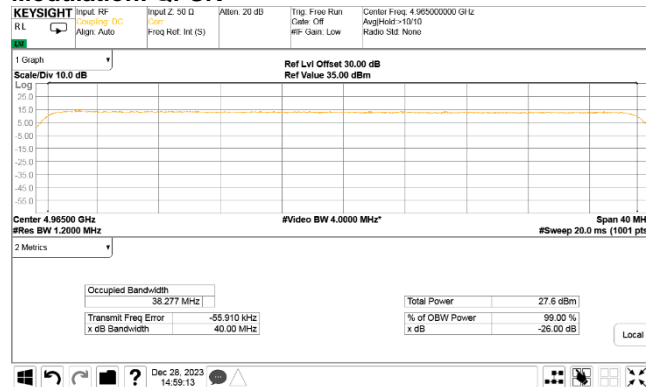 KEYSIGHT Input: RF Input Z: 50 Ω Atten: 20 dB Trig: Free Run Center Freq: 4.965000000 GHz
RL Coupling: DC Corr Gate: Off Avg|Hold:>10/10
Align: Auto Freq Ref: Int (S) #IF Gain: Low Radio Std: None
1 Graph
Ref Lvl Offset 30.00 dB
Scale/Div 10.0 dB Ref Value 35.00 dBm
Log
25.0
15.0
5.00
-5.00
-15.0
-25.0
-35.0
-45.0
-55.0
Center 4.96500 GHz #Video BW 4.0000 MHz* Span 40 MH
#Res BW 1.2000 MHz #Sweep 20.0 ms (1001 pts
2 Metrics
Occupied Bandwidth
38.277 MHz Total Power 27.6 dBm
Transmit Freq Error -55.910 kHz % of OBW Power 99.00 %
x dB Bandwidth 40.00 MHz x dB -26.00 dB
Local
? Dec 28, 2023
14:59:13